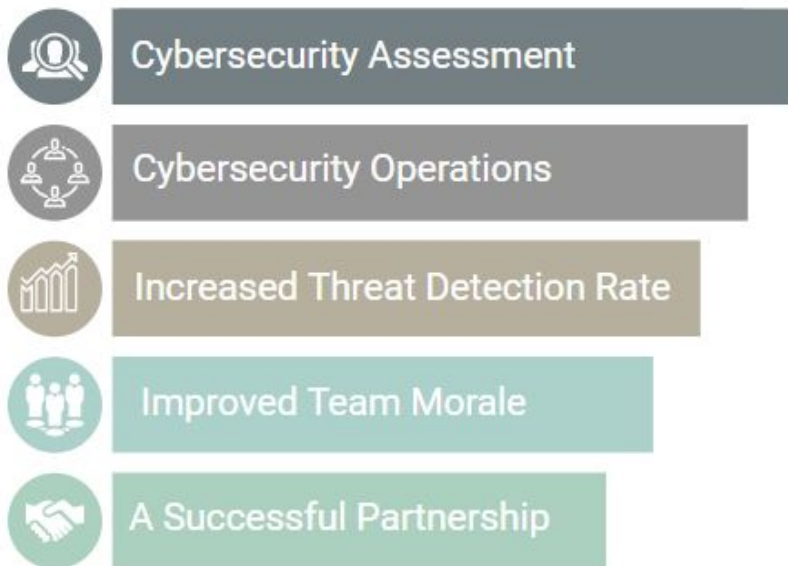 Cybersecurity Assessment
Cybersecurity Operations
Increased Threat Detection Rate
Improved Team Morale
A Successful Partnership